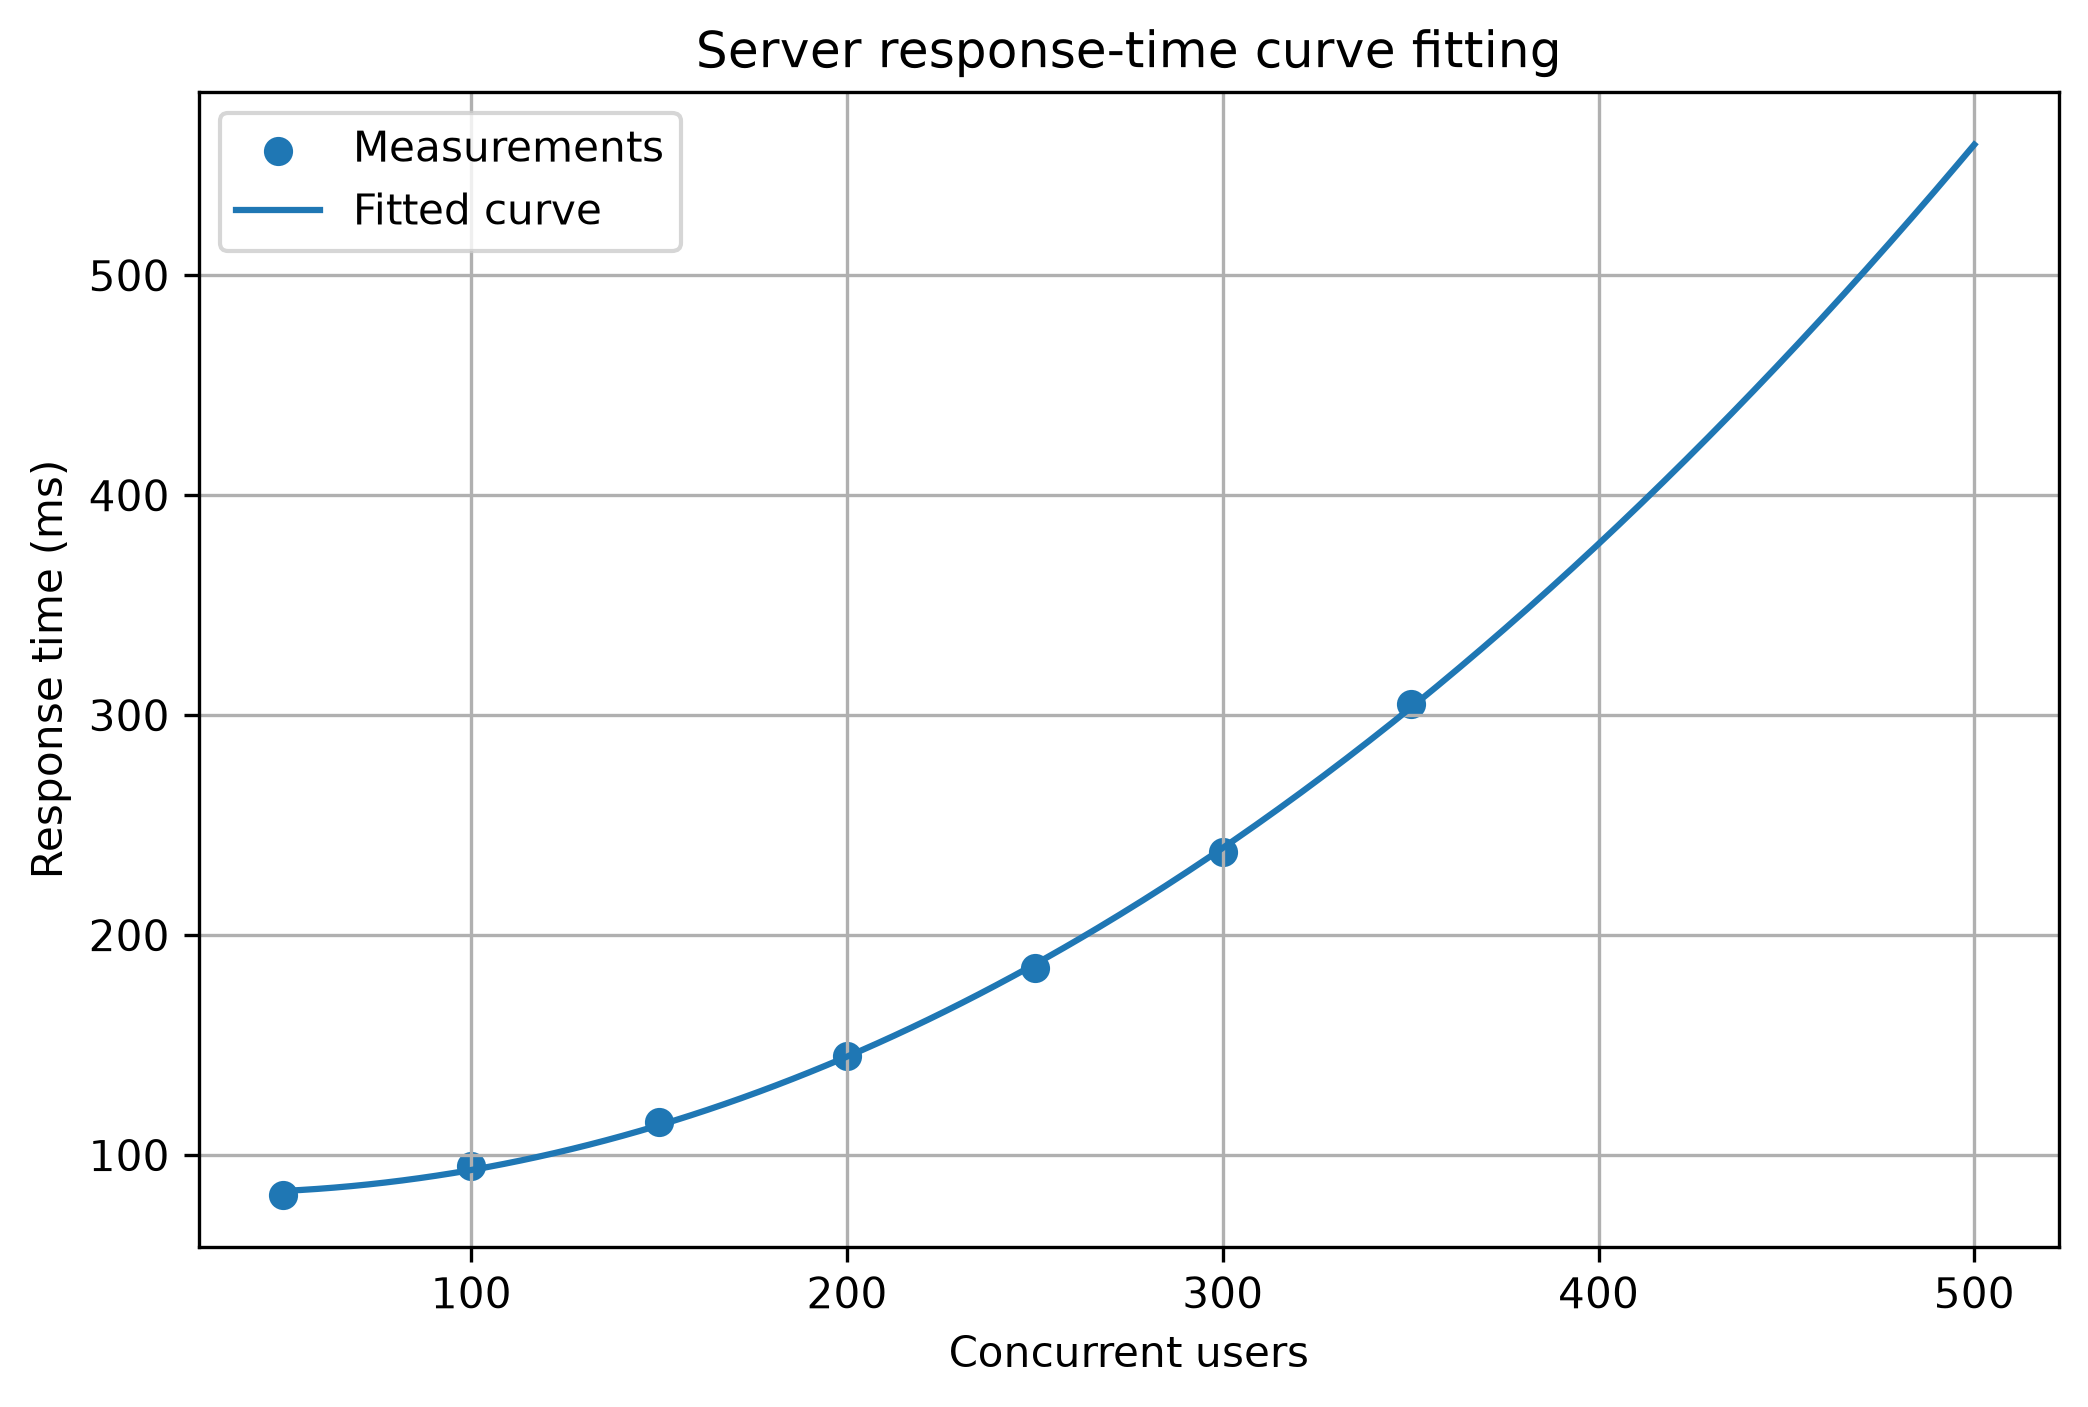 Server response-time curve fitting
Measurements
Fitted curve
500
400
300
200
100
Response time (ms)
100 200 300 400 500
Concurrent users